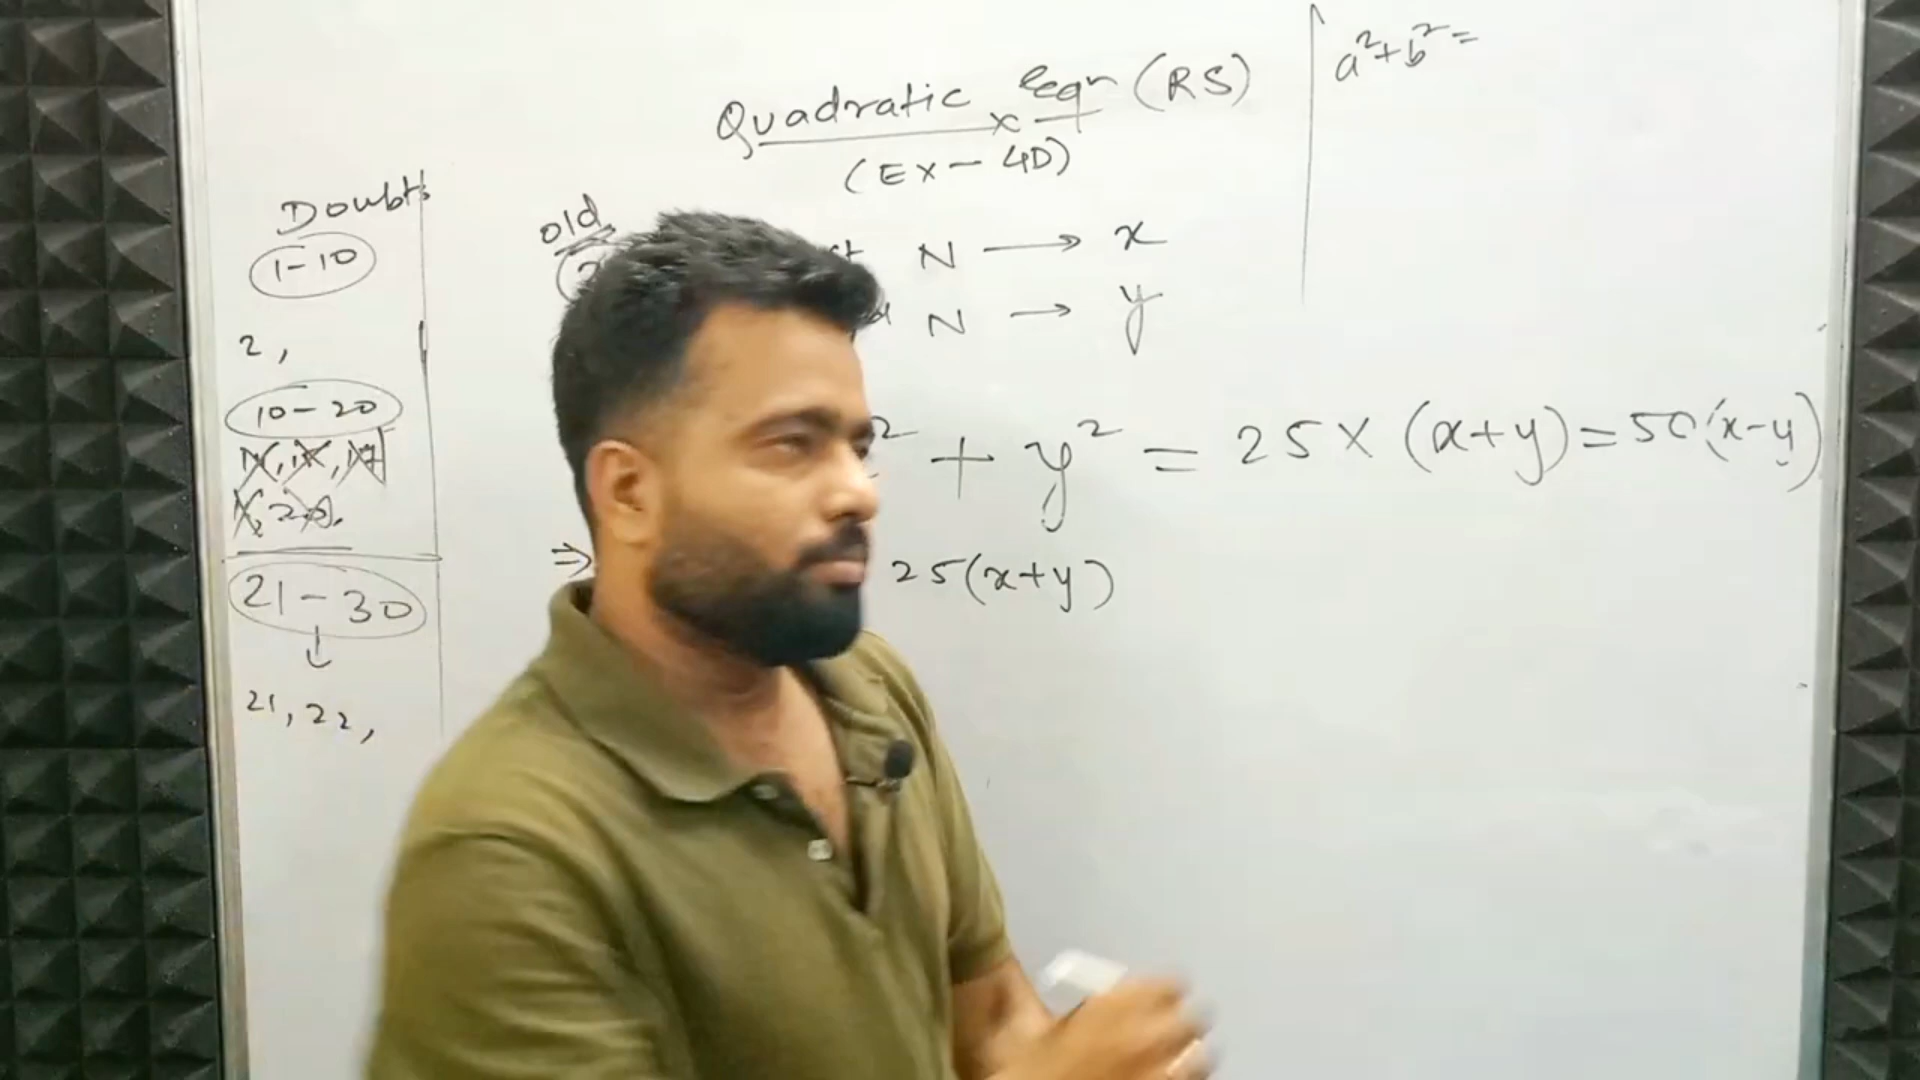 Quadratic Eqn (RS)
(Ex - 4D)
a²+b² =
Doubts
1-10
2,
10-20
21-30
↓
21, 22,
old
N → x
N → y
² + y² = 25 × (x+y) = 50(x-y)
⇒ 25(x+y)